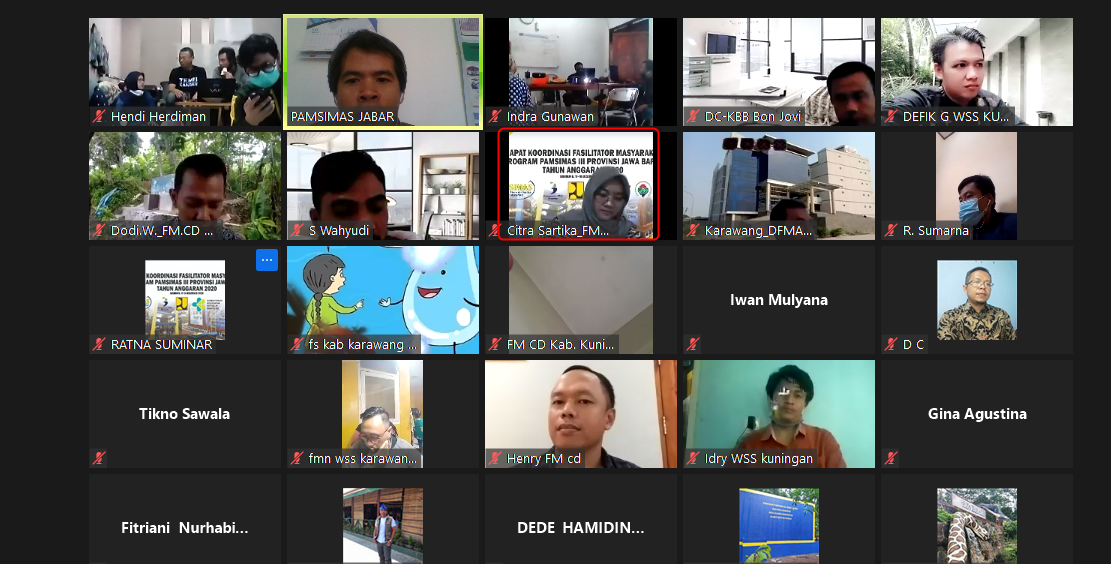 Hendi Herdiman
PAMSIMAS JABAR
Indra Gunawan
DC-KBB Bon Jovi
DEFIK G WSS KU...
APAT KOORDINASI FASILITATOR MASYARAK
ROGRAM PAMSIMAS III PROVINSI JAWA BAR
TAHUN ANGGARAN 2020
Dodi.W._FM.CD ...
S Wahyudi
Citra Sartika_FM...
Karawang_DFMA...
R. Sumarna
KOORDINASI FASILITATOR MASY
AM PAMSIMAS III PROVINSI JAW
TAHUN ANGGARAN 2020
Iwan Mulyana
RATNA SUMINAR
fs kab karawang ...
FM CD Kab. Kuni...
D C
Tikno Sawala
Gina Agustina
fmn wss karawan...
Henry FM cd
Idry WSS kuningan
Fitriani Nurhabi...
DEDE HAMIDIN...